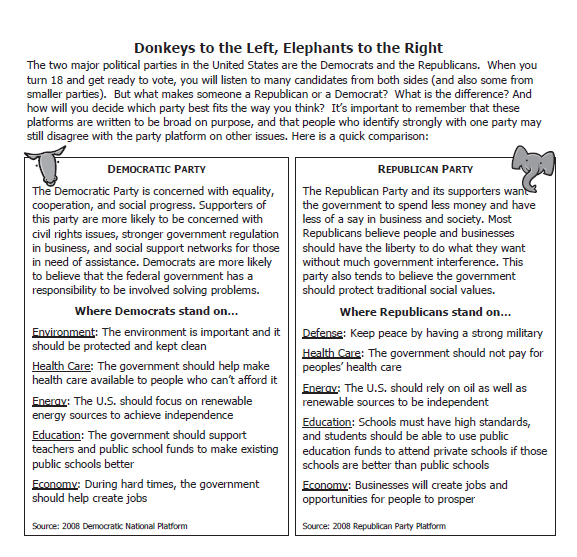 Donkeys to the Left, Elephants to the Right
The two major political parties in the United States are the Democrats and the Republicans.  When you
turn 18 and get ready to vote, you will listen to many candidates from both sides (and also some from
smaller parties).  But what makes someone a Republican or a Democrat?  What is the difference? And
how will you decide which party best fits the way you think?  It's important to remember that these
platforms are written to be broad on purpose, and that people who identify strongly with one party may
still disagree with the party platform on other issues. Here is a quick comparison:
DEMOCRATIC PARTY
The Democratic Party is concerned with equality,
cooperation, and social progress. Supporters of
this party are more likely to be concerned with
civil rights issues, stronger government regulation
in business, and social support networks for those
in need of assistance. Democrats are more likely
to believe that the federal government has a
responsibility to be involved solving problems.
Where Democrats stand on…
Environment: The environment is important and it
should be protected and kept clean
Health Care: The government should help make
health care available to people who can't afford it
Energy: The U.S. should focus on renewable
energy sources to achieve independence
Education: The government should support
teachers and public school funds to make existing
public schools better
Economy: During hard times, the government
should help create jobs
Source: 2008 Democratic National Platform
REPUBLICAN PARTY
The Republican Party and its supporters want
the government to spend less money and have
less of a say in business and society. Most
Republicans believe people and businesses
should have the liberty to do what they want
without much government interference. This
party also tends to believe the government
should protect traditional social values.
Where Republicans stand on…
Defense: Keep peace by having a strong military
Health Care: The government should not pay for
peoples' health care
Energy: The U.S. should rely on oil as well as
renewable sources to be independent
Education: Schools must have high standards,
and students should be able to use public
education funds to attend private schools if those
schools are better than public schools
Economy: Businesses will create jobs and
opportunities for people to prosper
Source: 2008 Republican Party Platform